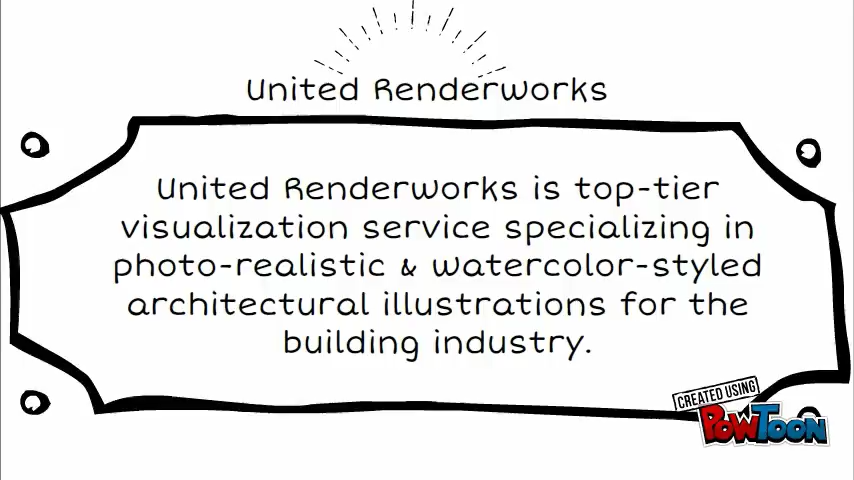 United Renderworks
United Renderworks is top-tier
visualization service specializing in
photo-realistic & watercolor-styled
architectural illustrations for the
building industry.
CREATED USING
POWTOON